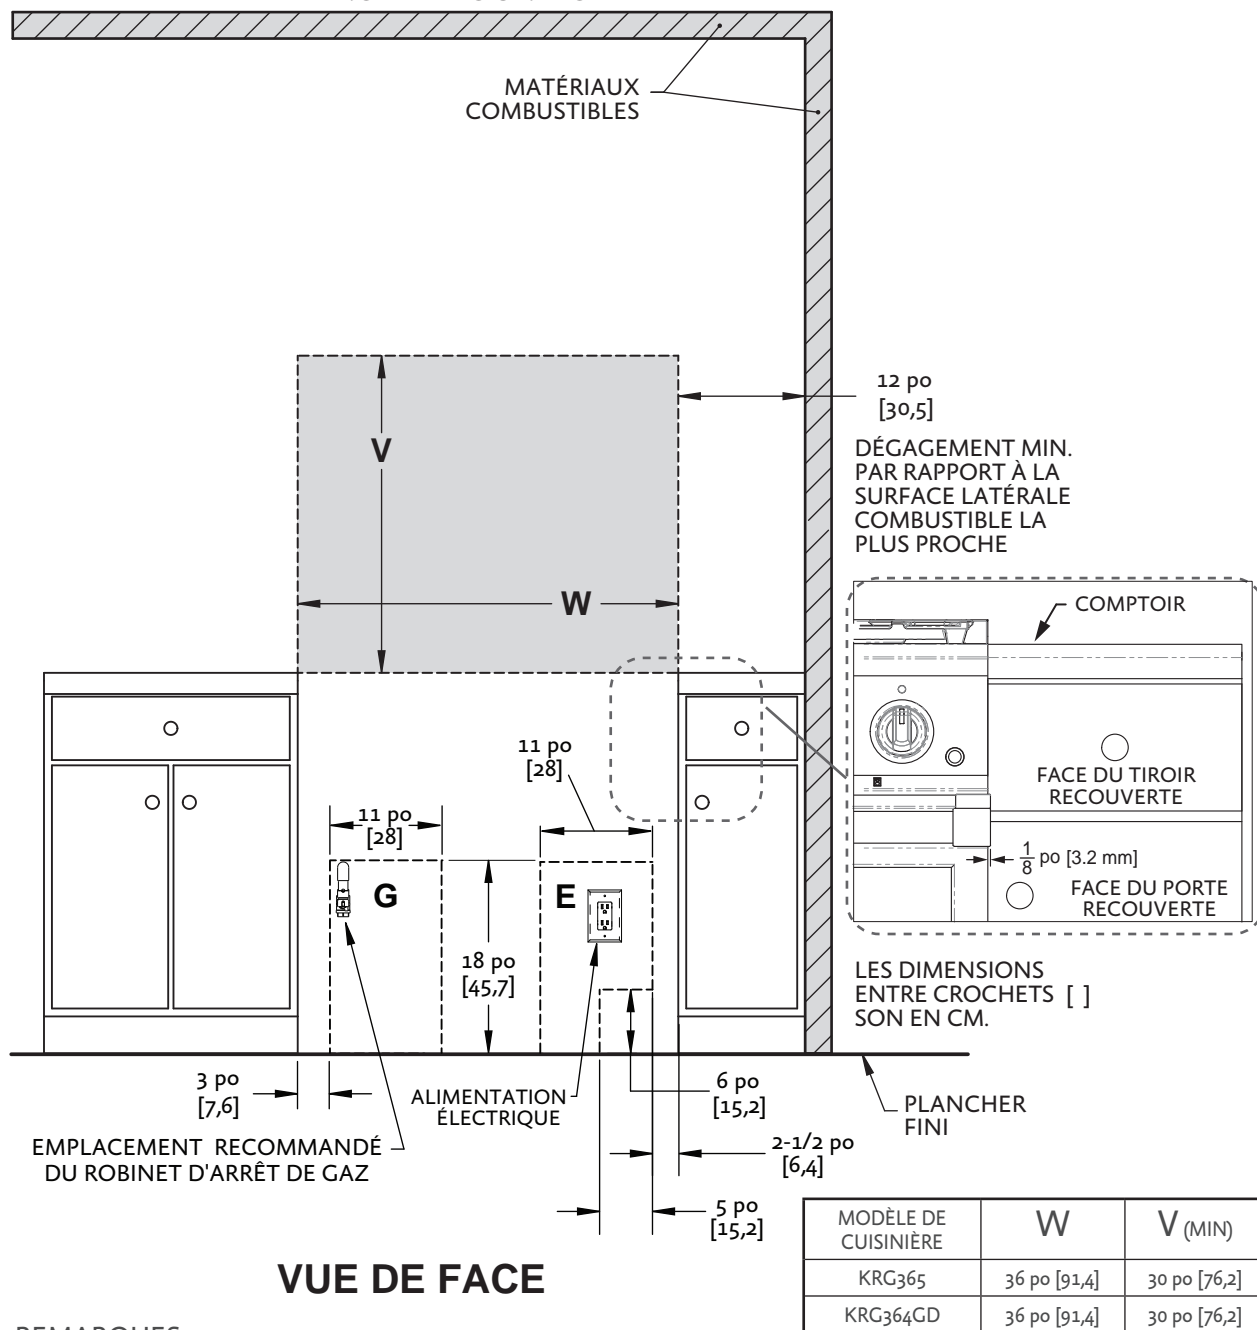 MATÉRIAUX
COMBUSTIBLES
12 po
[30,5]
V
DÉGAGEMENT MIN.
PAR RAPPORT À LA
SURFACE LATÉRALE
COMBUSTIBLE LA
PLUS PROCHE
W
COMPTOIR
FACE DU TIROIR
RECOUVERTE
1/8 po [3.2 mm]
FACE DU PORTE
RECOUVERTE
11 po
[28]
11 po
[28]
G
E
18 po
[45,7]
LES DIMENSIONS
ENTRE CROCHETS [ ]
SON EN CM.
3 po
[7,6]
ALIMENTATION
ÉLECTRIQUE
6 po
[15,2]
PLANCHER
FINI
EMPLACEMENT RECOMMANDÉ
DU ROBINET D'ARRÊT DE GAZ
2-1/2 po
[6,4]
5 po
[15,2]
VUE DE FACE
MODÈLE DE
CUISINIÈRE
W
V (MIN)
KRG365
36 po [91,4]
30 po [76,2]
KRG364GD
36 po [91,4]
30 po [76,2]
REMARQUES